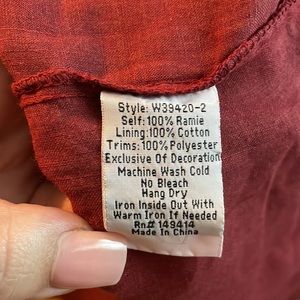 Style: W39420-2
Self: 100% Ramie
Lining: 100% Cotton
Trims: 100% Polyester
Exclusive Of Decoration
Machine Wash Cold
No Bleach
Hang Dry
Iron Inside Out With
Warm Iron If Needed
Rn# 149414
Made In China